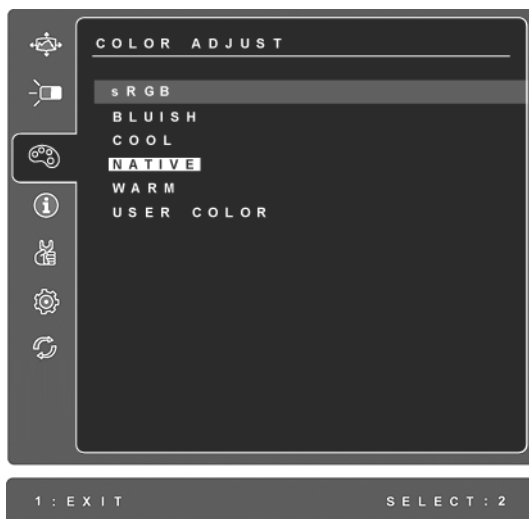 COLOR ADJUST
sRGB
BLUISH
COOL
NATIVE
WARM
USER COLOR
1:EXIT SELECT:2